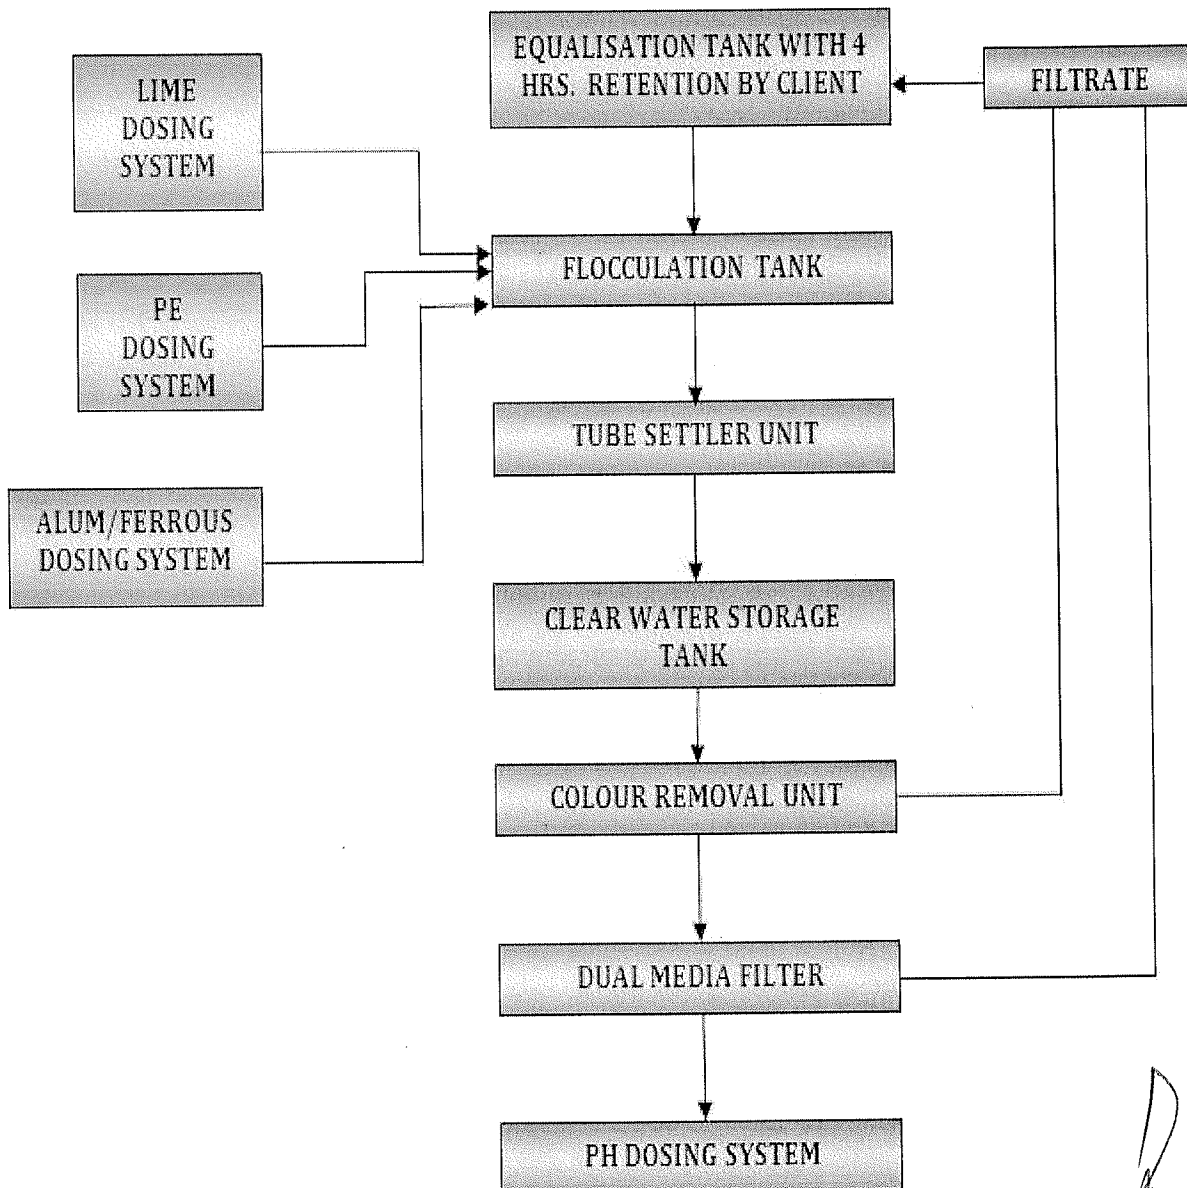 EQUALISATION TANK WITH 4
HRS. RETENTION BY CLIENT
FILTRATE
LIME
DOSING
SYSTEM
FLOCCULATION TANK
PE
DOSING
SYSTEM
TUBE SETTLER UNIT
ALUM/FERROUS
DOSING SYSTEM
CLEAR WATER STORAGE
TANK
COLOUR REMOVAL UNIT
DUAL MEDIA FILTER
PH DOSING SYSTEM